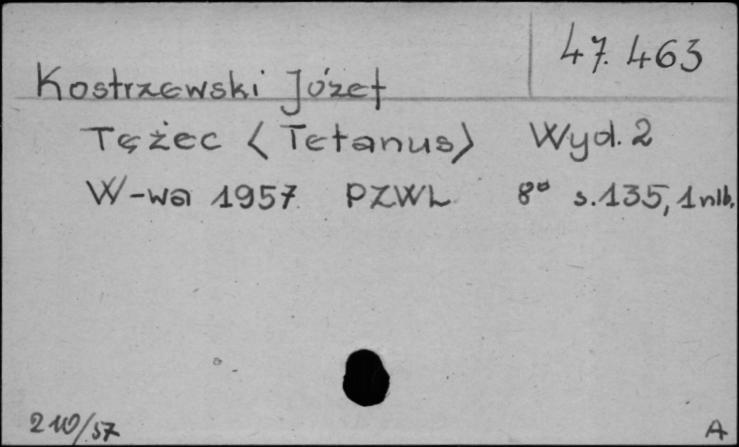 47.463
Kostrzewski Józef
Tężec <Tetanus> Wyd. 2
W-wa 1957 PZWL 8° s.135, 1 nlb.
210/57 A